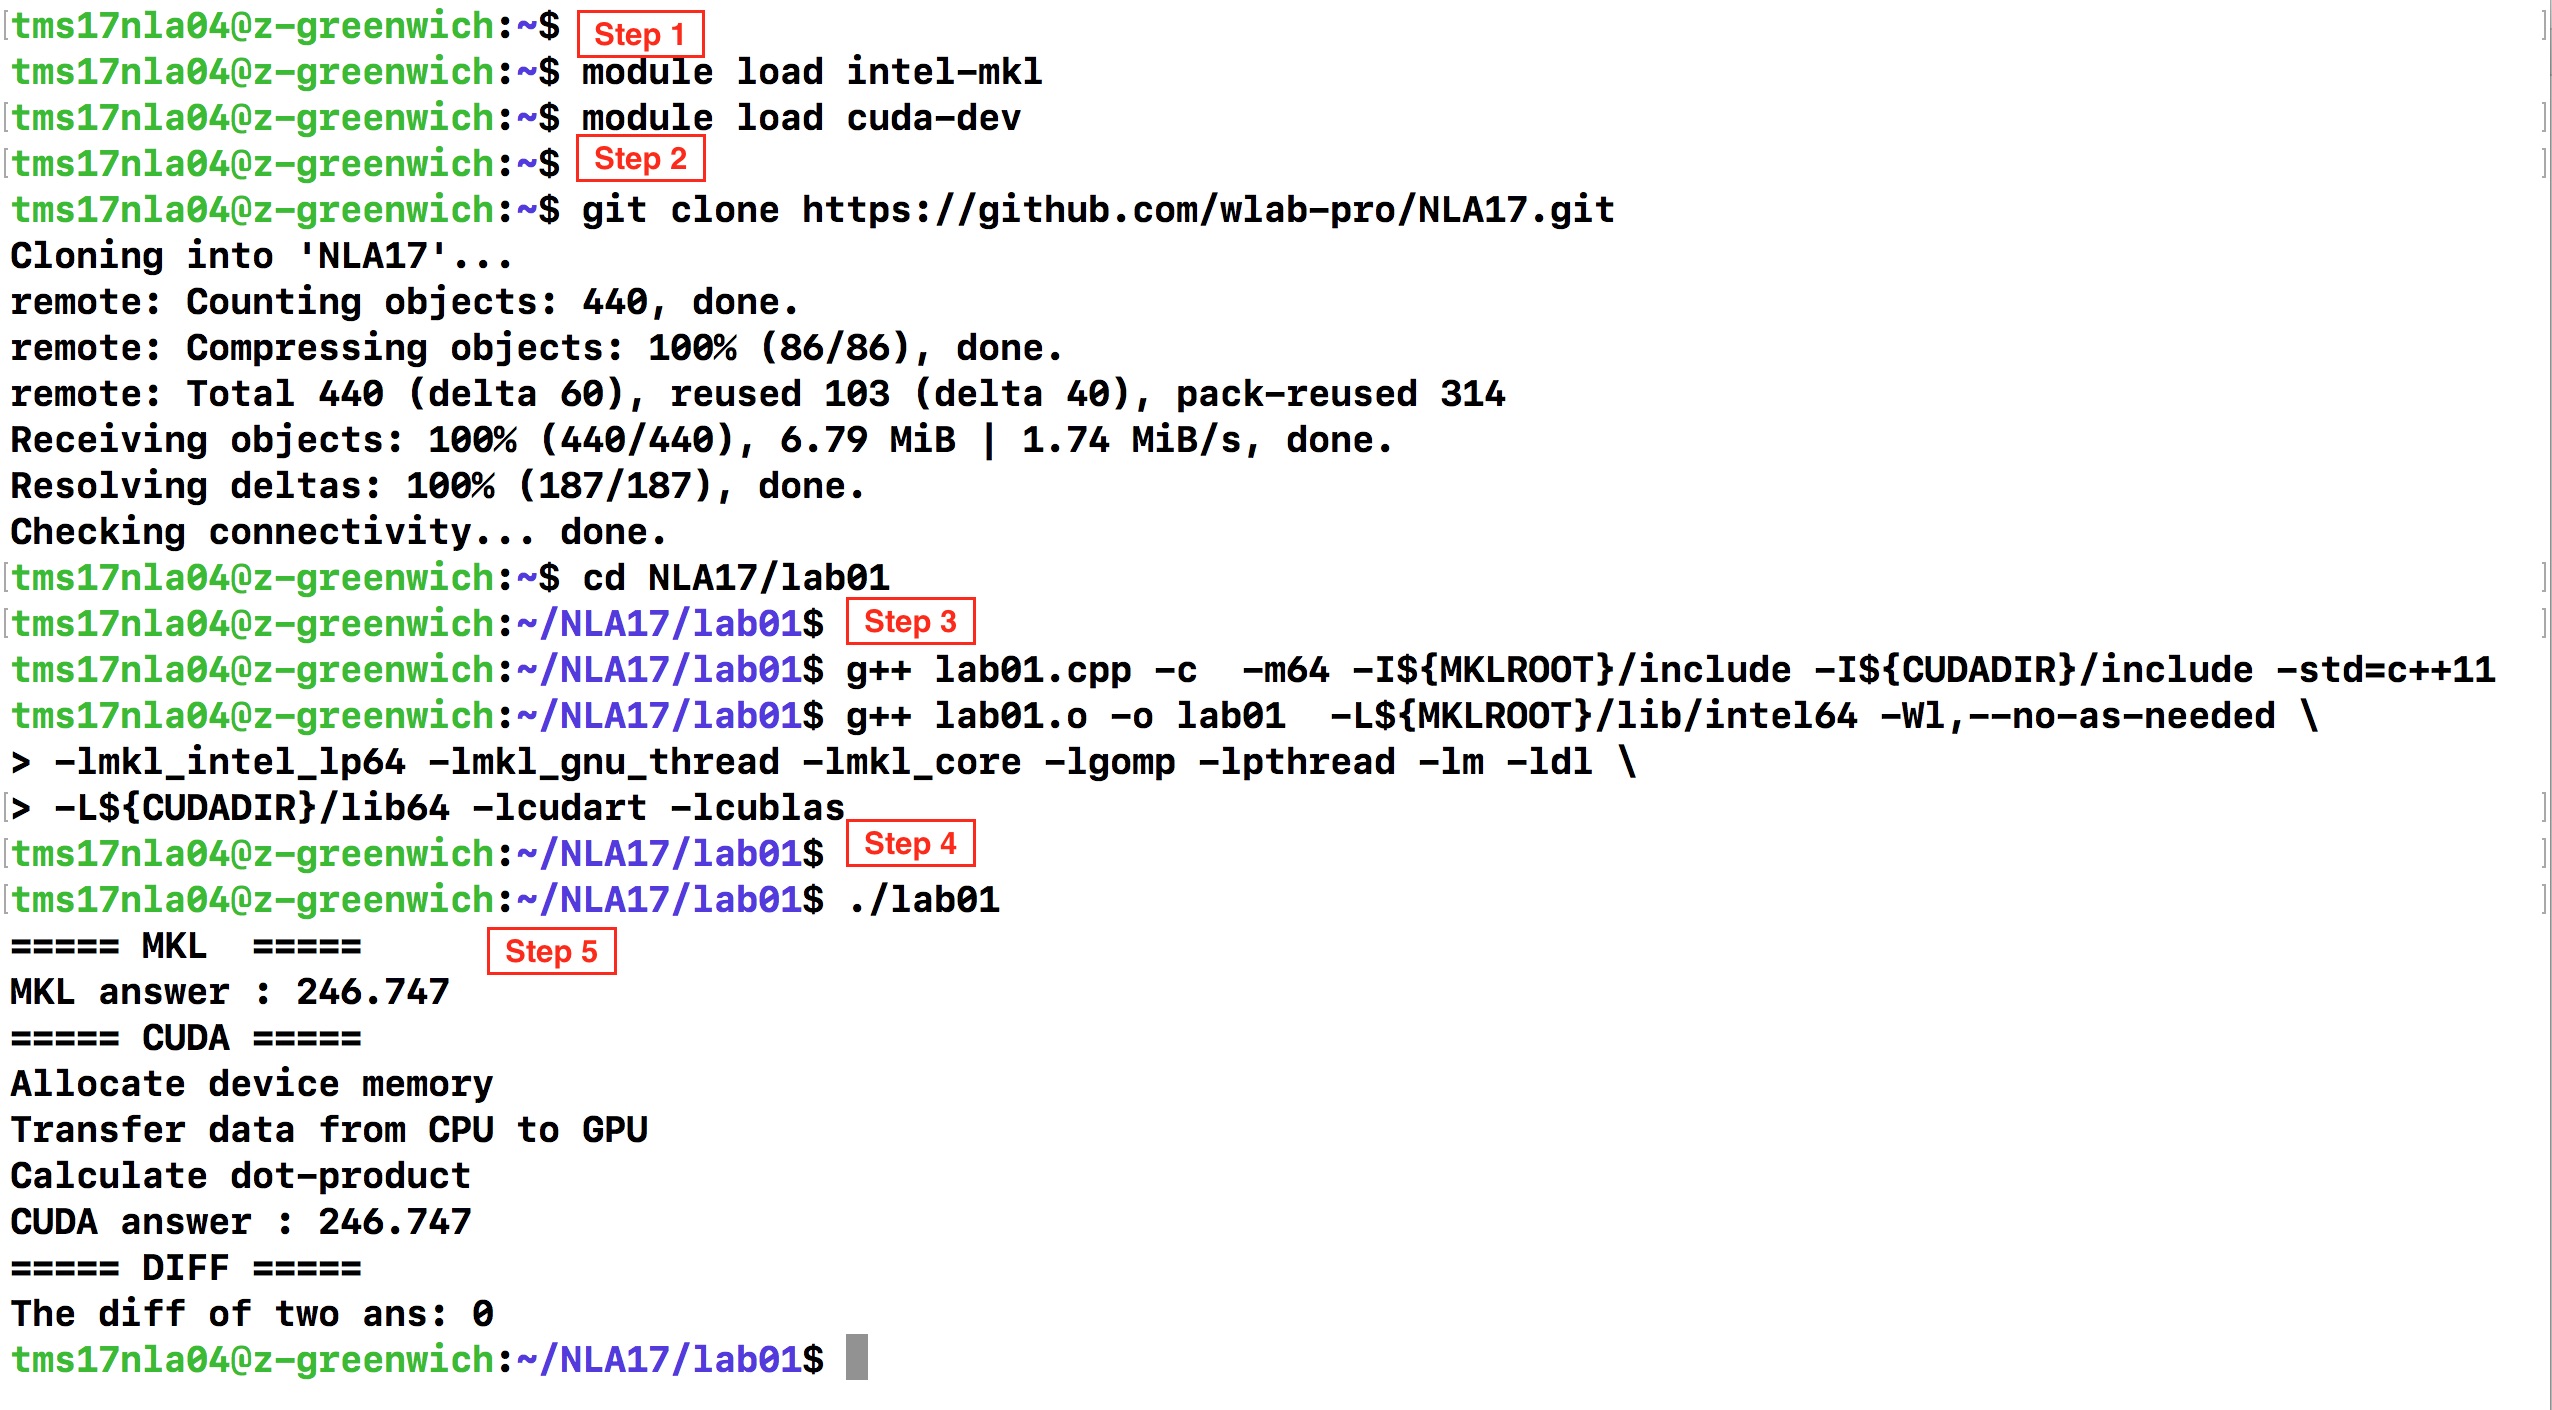 tms17nla04@z-greenwich:~$ Step 1
tms17nla04@z-greenwich:~$ module load intel-mkl
tms17nla04@z-greenwich:~$ module load cuda-dev
tms17nla04@z-greenwich:~$ Step 2
tms17nla04@z-greenwich:~$ git clone https://github.com/wlab-pro/NLA17.git
Cloning into 'NLA17'...
remote: Counting objects: 440, done.
remote: Compressing objects: 100% (86/86), done.
remote: Total 440 (delta 60), reused 103 (delta 40), pack-reused 314
Receiving objects: 100% (440/440), 6.79 MiB | 1.74 MiB/s, done.
Resolving deltas: 100% (187/187), done.
Checking connectivity... done.
tms17nla04@z-greenwich:~$ cd NLA17/lab01
tms17nla04@z-greenwich:~/NLA17/lab01$ Step 3
tms17nla04@z-greenwich:~/NLA17/lab01$ g++ lab01.cpp -c  -m64 -I${MKLROOT}/include -I${CUDADIR}/include -std=c++11
tms17nla04@z-greenwich:~/NLA17/lab01$ g++ lab01.o -o lab01  -L${MKLROOT}/lib/intel64 -Wl,--no-as-needed \
> -lmkl_intel_lp64 -lmkl_gnu_thread -lmkl_core -lgomp -lpthread -lm -ldl \
> -L${CUDADIR}/lib64 -lcudart -lcublas
tms17nla04@z-greenwich:~/NLA17/lab01$ Step 4
tms17nla04@z-greenwich:~/NLA17/lab01$ ./lab01
===== MKL  ===== Step 5
MKL answer : 246.747
===== CUDA =====
Allocate device memory
Transfer data from CPU to GPU
Calculate dot-product
CUDA answer : 246.747
===== DIFF =====
The diff of two ans: 0
tms17nla04@z-greenwich:~/NLA17/lab01$